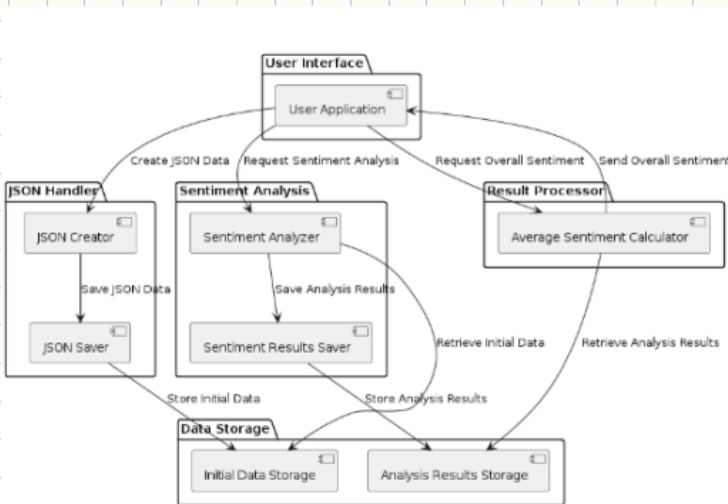 User Interface
User Application
Create JSON Data
Request Sentiment Analysis
Request Overall Sentiment
Send Overall Sentiment
JSON Handler
Sentiment Analysis
Result Processor
JSON Creator
Sentiment Analyzer
Average Sentiment Calculator
Save JSON Data
Save Analysis Results
JSON Saver
Sentiment Results Saver
Retrieve Initial Data
Retrieve Analysis Results
Store Initial Data
Store Analysis Results
Data Storage
Initial Data Storage
Analysis Results Storage